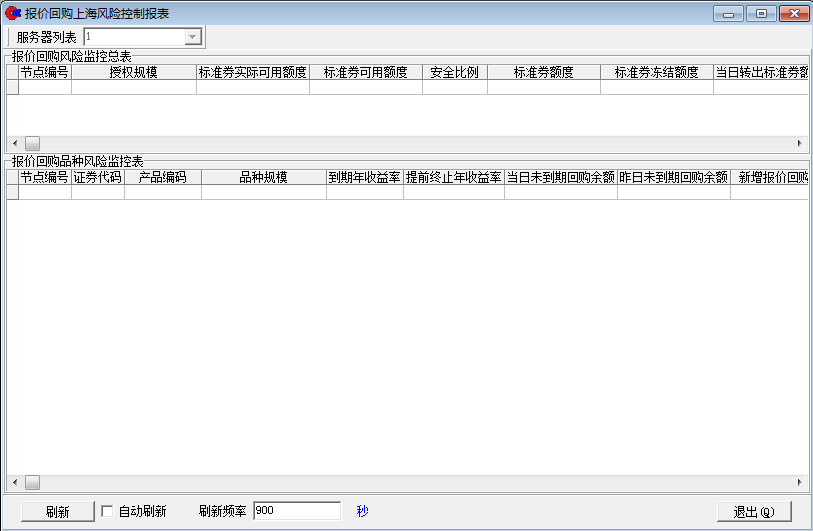 报价回购上海风险控制报表
服务器列表 1
报价回购风险监控总表
节点编号 授权规模 标准券实际可用额度 标准券可用额度 安全比例 标准券额度 标准券冻结额度 当日转出标准券额
报价回购品种风险监控表
节点编号 证券代码 产品编码 品种规模 到期年收益率 提前终止年收益率 当日未到期回购余额 昨日未到期回购余额 新增报价回购
刷新 自动刷新 刷新频率 900 秒 退出(Q)